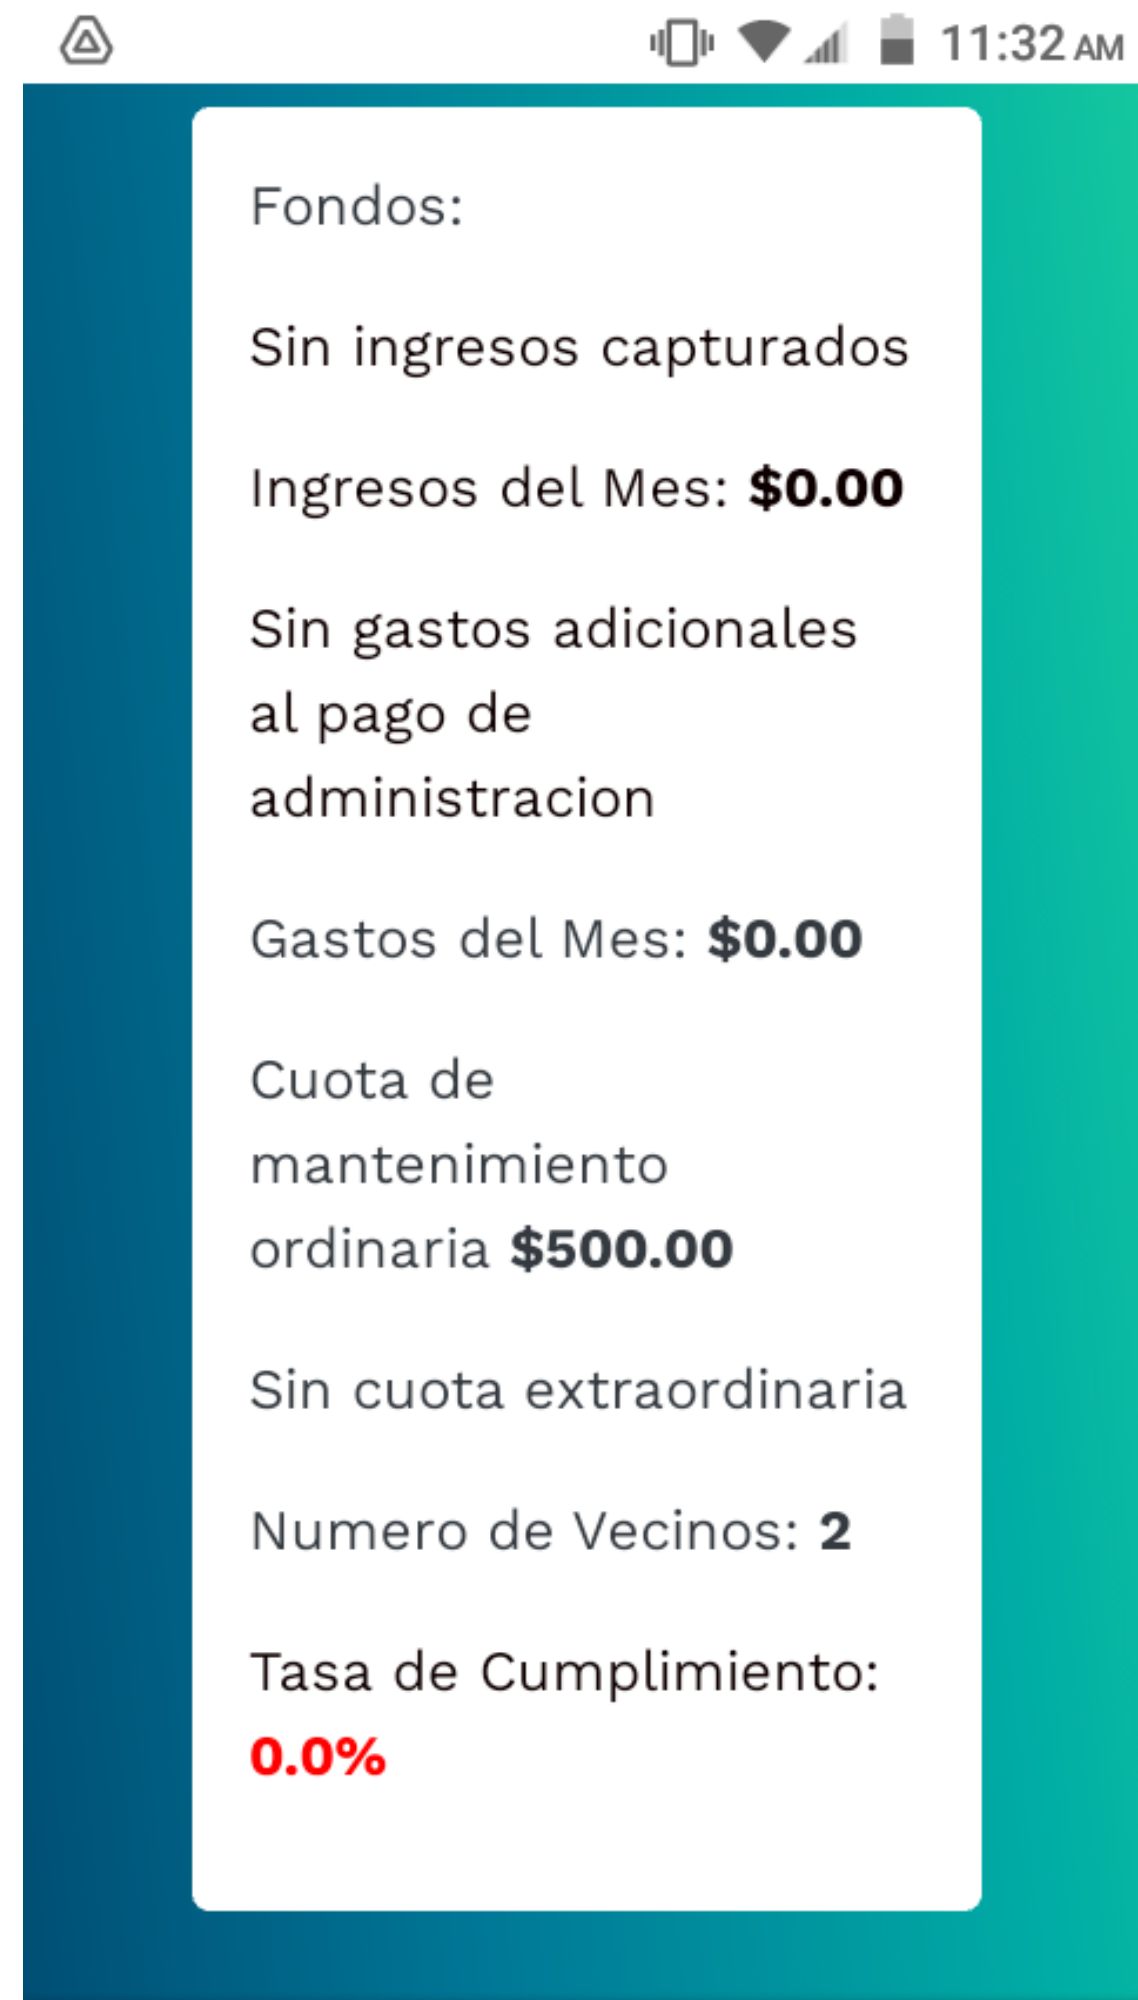 11:32 AM
Fondos:
Sin ingresos capturados
Ingresos del Mes: $0.00
Sin gastos adicionales
al pago de
administracion
Gastos del Mes: $0.00
Cuota de
mantenimiento
ordinaria $500.00
Sin cuota extraordinaria
Numero de Vecinos: 2
Tasa de Cumplimiento:
0.0%